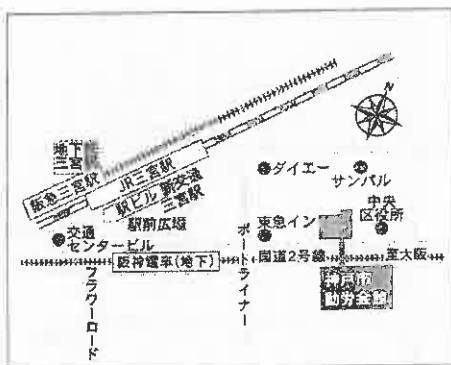 N
地下
三宮
阪急三宮駅
JR三宮駅
駅ビル 新交通
三宮駅
駅前広場
ダイエー
サンパル
中央
区役所
東急イン
交通
センタービル
阪神電車(地下)
国道2号線
至大阪
フラワーロード
ポートライナー
神戸市
勤労会館